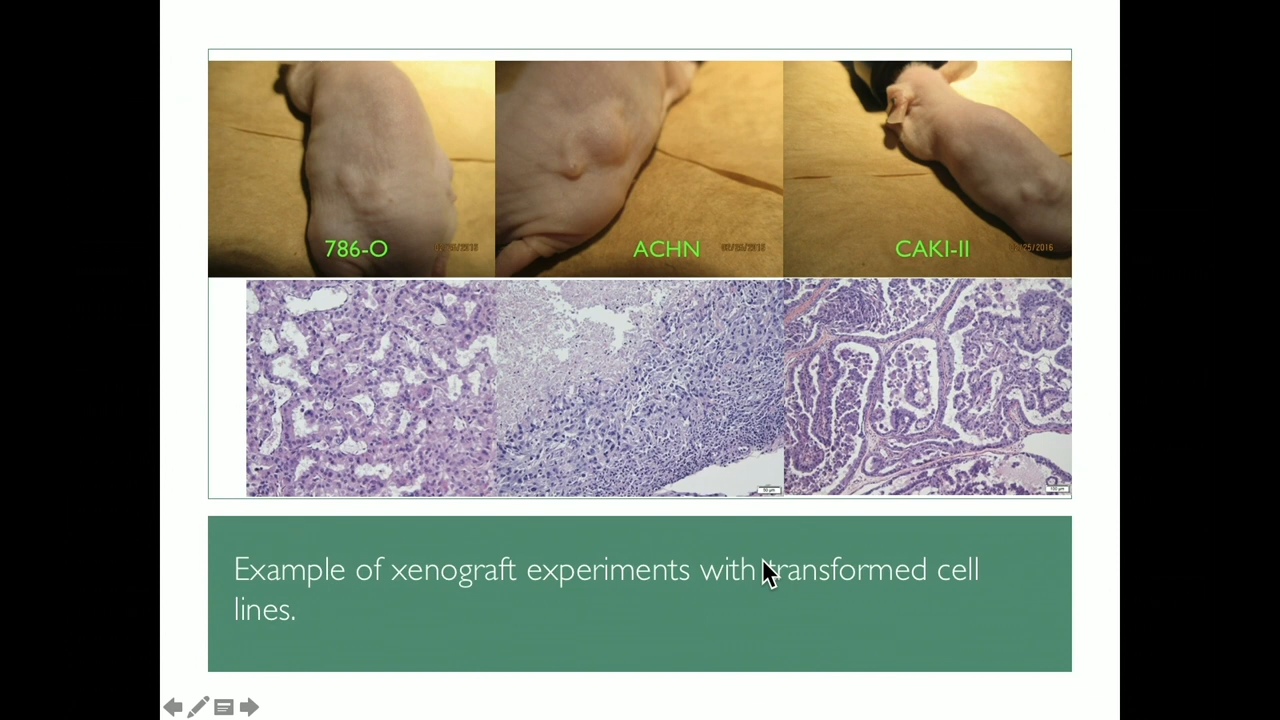 786-O
ACHN
CAKI-II
Example of xenograft experiments with transformed cell
lines.